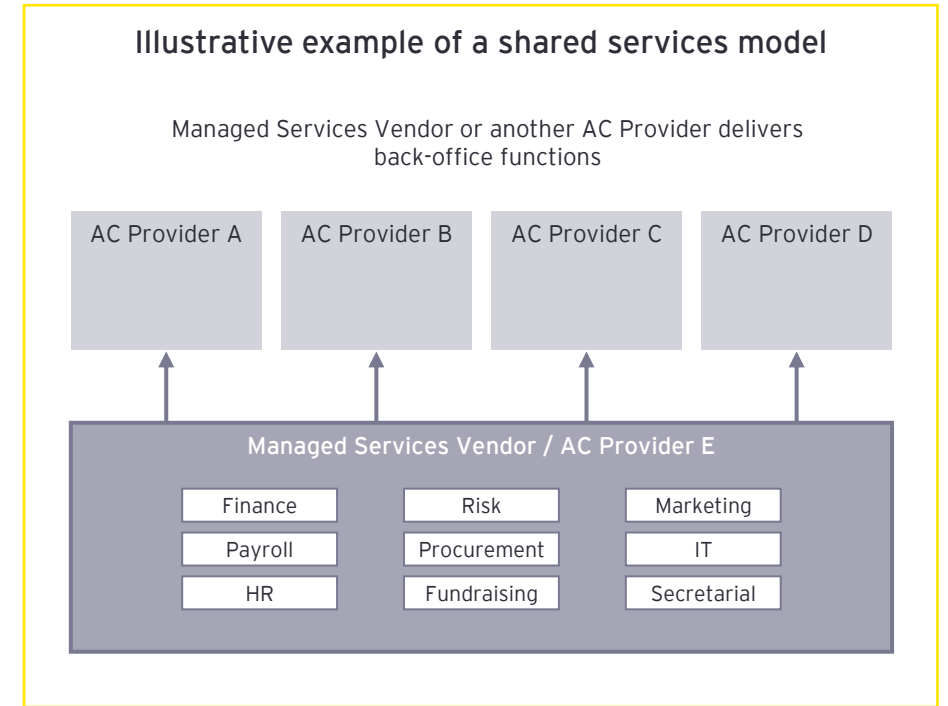 Illustrative example of a shared services model
Managed Services Vendor or another AC Provider delivers
back-office functions
AC Provider A
AC Provider B
AC Provider C
AC Provider D
Managed Services Vendor / AC Provider E
Finance
Risk
Marketing
Payroll
Procurement
IT
HR
Fundraising
Secretarial